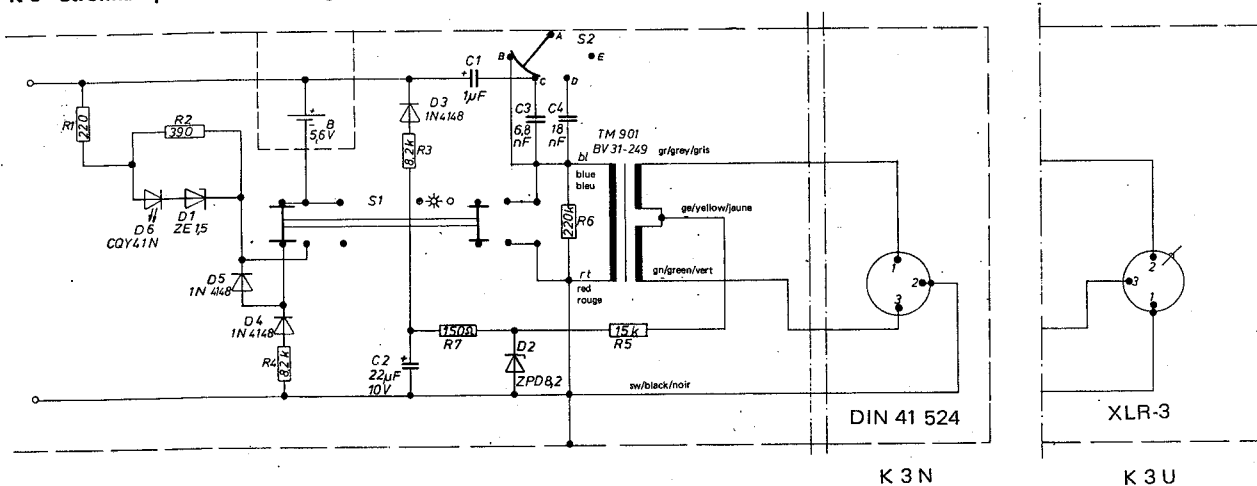 A
S2
B
E
C1
+
1µF
C
D
D3
1N4148
C3
6,8
nF
C4
18
nF
R1
220
R2
390
+
-
B
5,6V
8,2k
R3
TM 901
BV 31-249
bl
blue
bleu
gr/grey/gris
D6
CQY41N
D1
ZE 1,5
S1
220k
R6
ge/yellow/jaune
D5
1N 4148
rt
red
rouge
gn/green/vert
1
2
3
2
3
1
D4
1N4148
R4
8,2k
150Ω
R7
15k
R5
C2
22µF
10V
+
D2
ZPD8,2
sw/black/noir
DIN 41 524
XLR-3
K 3 N
K 3 U